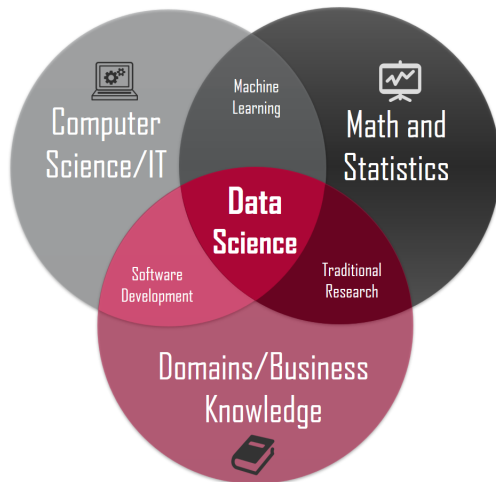 Machine
Learning
Computer
Science/IT
Math and
Statistics
Data
Science
Software
Development
Traditional
Research
Domains/Business
Knowledge